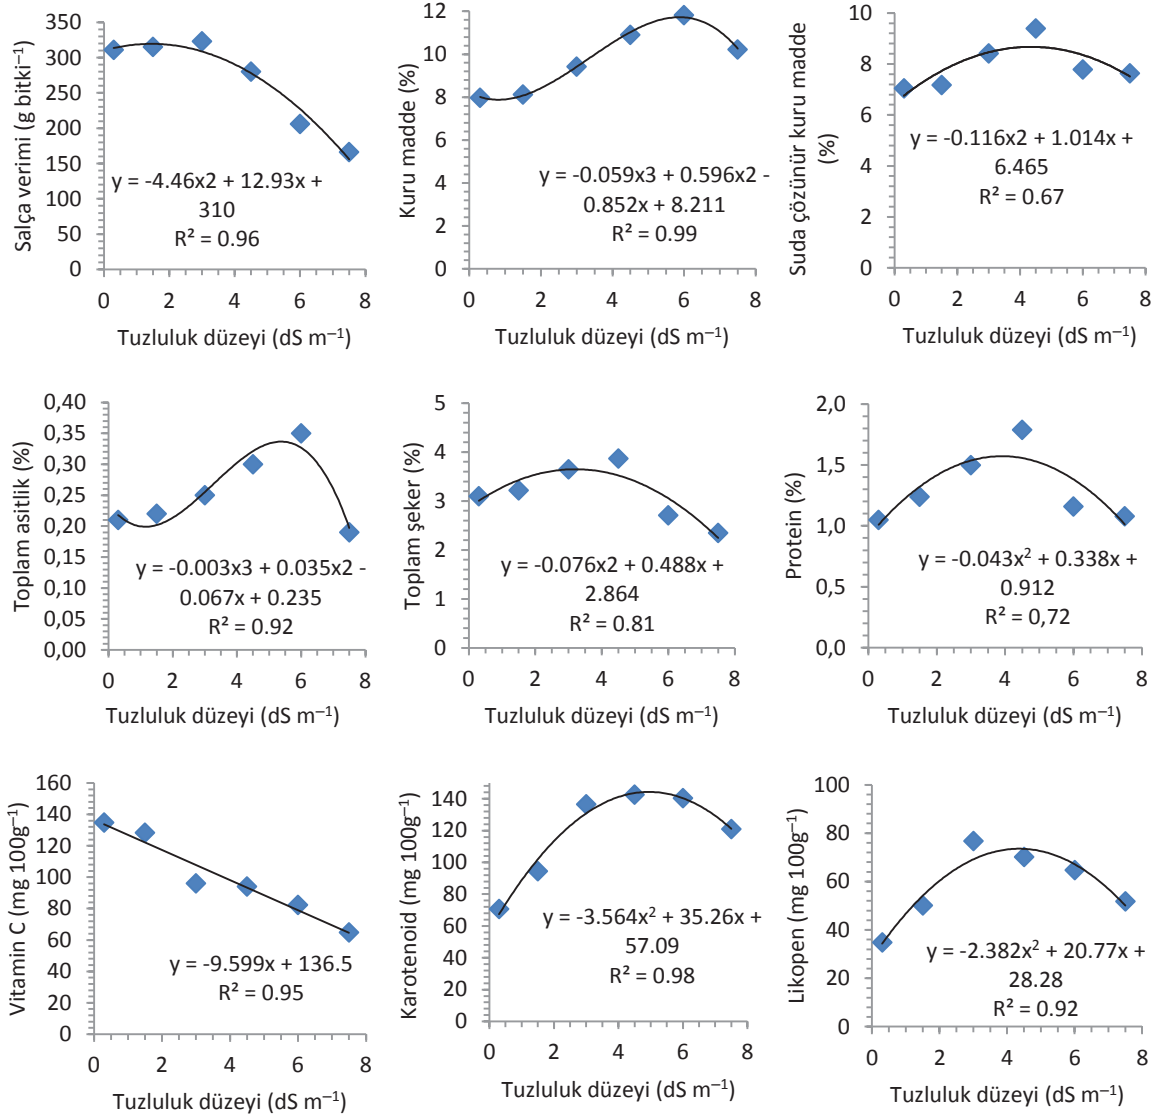 Salça verimi (g bitki⁻¹)
350
300
250
200
150
100
50
0
y = -4.46x2 + 12.93x +
310
R² = 0.96
0 2 4 6 8
Tuzluluk düzeyi (dS m⁻¹)
Kuru madde (%)
12
10
8
6
4
2
0
y = -0.059x3 + 0.596x2 -
0.852x + 8.211
R² = 0.99
0 2 4 6 8
Tuzluluk düzeyi (dS m⁻¹)
Suda çözünür kuru madde
(%)
10
8
6
4
2
0
y = -0.116x2 + 1.014x +
6.465
R² = 0.67
0 2 4 6 8
Tuzluluk düzeyi (dS m⁻¹)
Toplam asitlik (%)
0,40
0,35
0,30
0,25
0,20
0,15
0,10
0,05
0,00
y = -0.003x3 + 0.035x2 -
0.067x + 0.235
R² = 0.92
0 2 4 6 8
Tuzluluk düzeyi (dS m⁻¹)
Toplam şeker (%)
5
4
3
2
1
0
y = -0.076x2 + 0.488x +
2.864
R² = 0.81
0 2 4 6 8
Tuzluluk düzeyi (dS m⁻¹)
Protein (%)
2,0
1,5
1,0
0,5
0,0
y = -0.043x² + 0.338x +
0.912
R² = 0,72
0 2 4 6 8
Tuzluluk düzeyi (dS m⁻¹)
Vitamin C (mg 100g⁻¹)
160
140
120
100
80
60
40
20
0
y = -9.599x + 136.5
R² = 0.95
0 2 4 6 8
Tuzluluk düzeyi (dS m⁻¹)
Karotenoid (mg 100g⁻¹)
140
120
100
80
60
40
20
0
y = -3.564x² + 35.26x +
57.09
R² = 0.98
0 2 4 6 8
Tuzluluk düzeyi (dS m⁻¹)
Likopen (mg 100g⁻¹)
100
80
60
40
20
0
y = -2.382x² + 20.77x +
28.28
R² = 0.92
0 2 4 6 8
Tuzluluk düzeyi (dS m⁻¹)